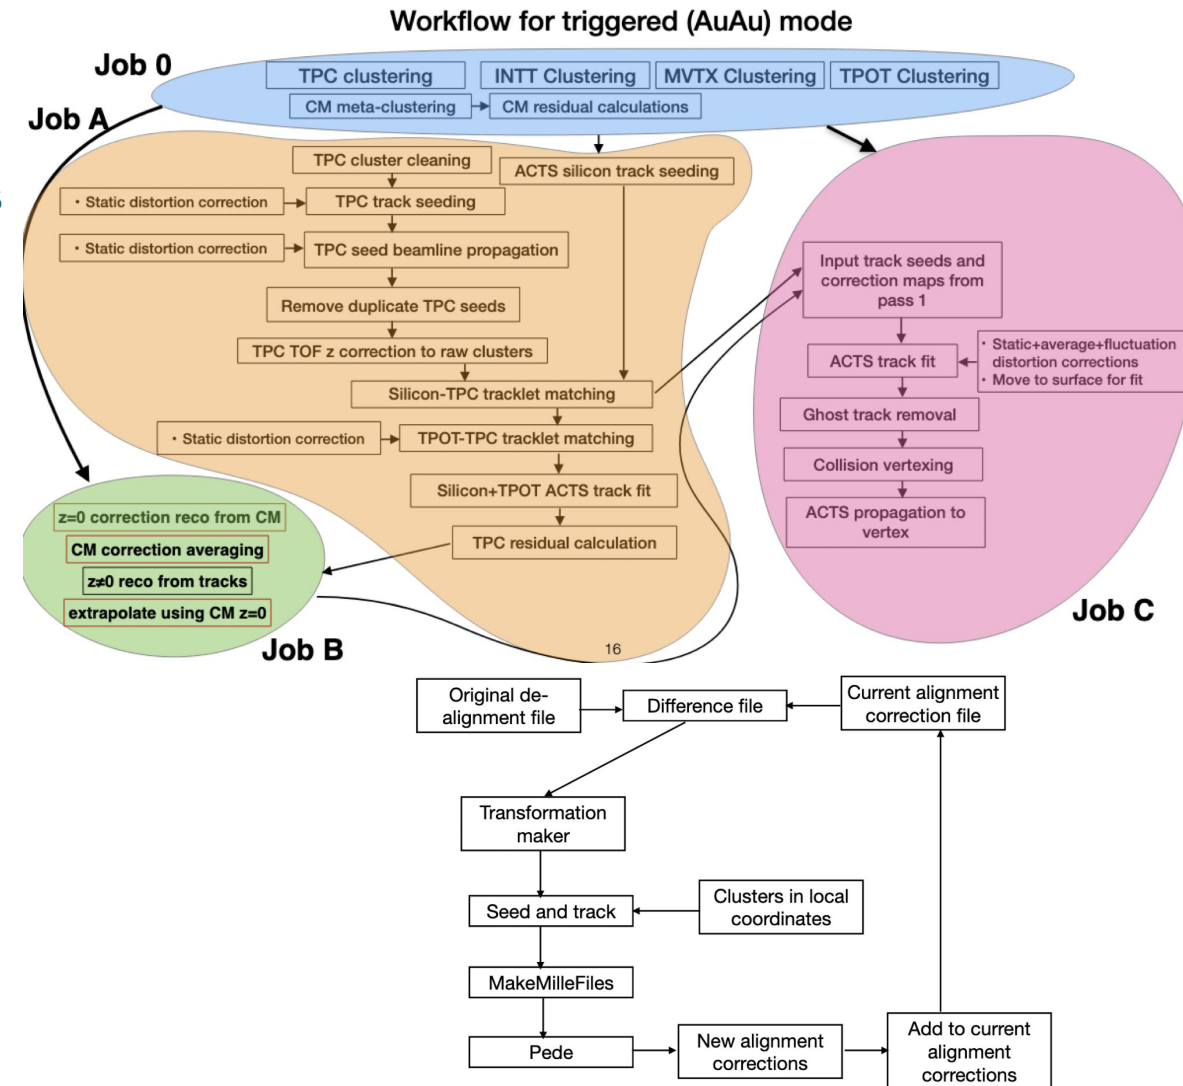 Workflow for triggered (AuAu) mode
Job 0
TPC clustering
INTT Clustering
MVTX Clustering
TPOT Clustering
CM meta-clustering
CM residual calculations
Job A
TPC cluster cleaning
ACTS silicon track seeding
• Static distortion correction
TPC track seeding
• Static distortion correction
TPC seed beamline propagation
Remove duplicate TPC seeds
TPC TOF z correction to raw clusters
Silicon-TPC tracklet matching
• Static distortion correction
TPOT-TPC tracklet matching
Silicon+TPOT ACTS track fit
TPC residual calculation
z=0 correction reco from CM
CM correction averaging
z≠0 reco from tracks
extrapolate using CM z=0
Job B
16
Input track seeds and
correction maps from
pass 1
ACTS track fit
• Static+average+fluctuation
distortion corrections
• Move to surface for fit
Ghost track removal
Collision vertexing
ACTS propagation to
vertex
Job C
Original de-
alignment file
Difference file
Current alignment
correction file
Transformation
maker
Seed and track
Clusters in local
coordinates
MakeMilleFiles
Pede
New alignment
corrections
Add to current
alignment
corrections